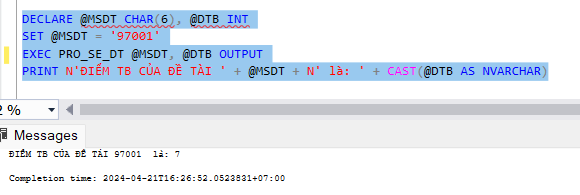 DECLARE @MSDT CHAR(6), @DTB INT
SET @MSDT = '97001'
EXEC PRO_SE_DT @MSDT, @DTB OUTPUT
PRINT N'ĐIỂM TB CỦA ĐỀ TÀI ' + @MSDT + N' là: ' + CAST(@DTB AS NVARCHAR)
2 %
Messages
ĐIỂM TB CỦA ĐỀ TÀI 97001  là: 7
Completion time: 2024-04-21T16:26:52.0523831+07:00